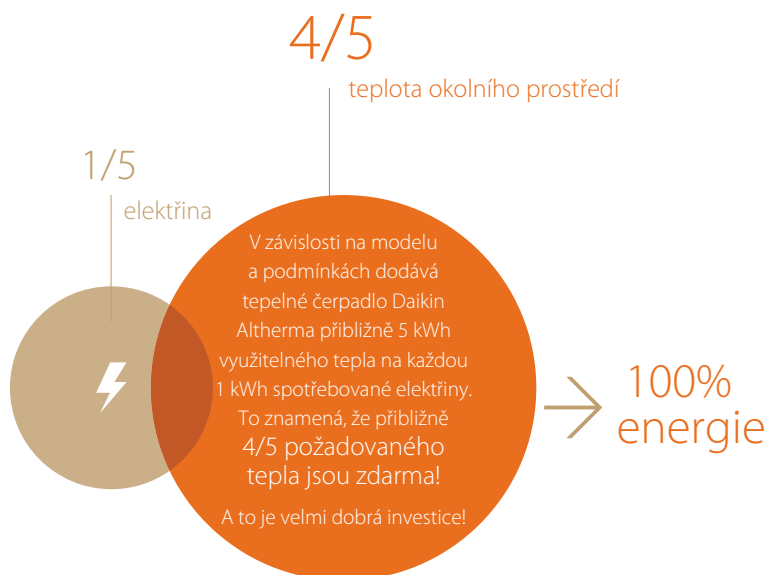 4/5
teplota okolního prostředí
1/5
elektřina
V závislosti na modelu
a podmínkách dodává
tepelné čerpadlo Daikin
Altherma přibližně 5 kWh
využitelného tepla na každou
1 kWh spotřebované elektřiny.
To znamená, že přibližně
4/5 požadovaného
tepla jsou zdarma!
A to je velmi dobrá investice!
100%
energie